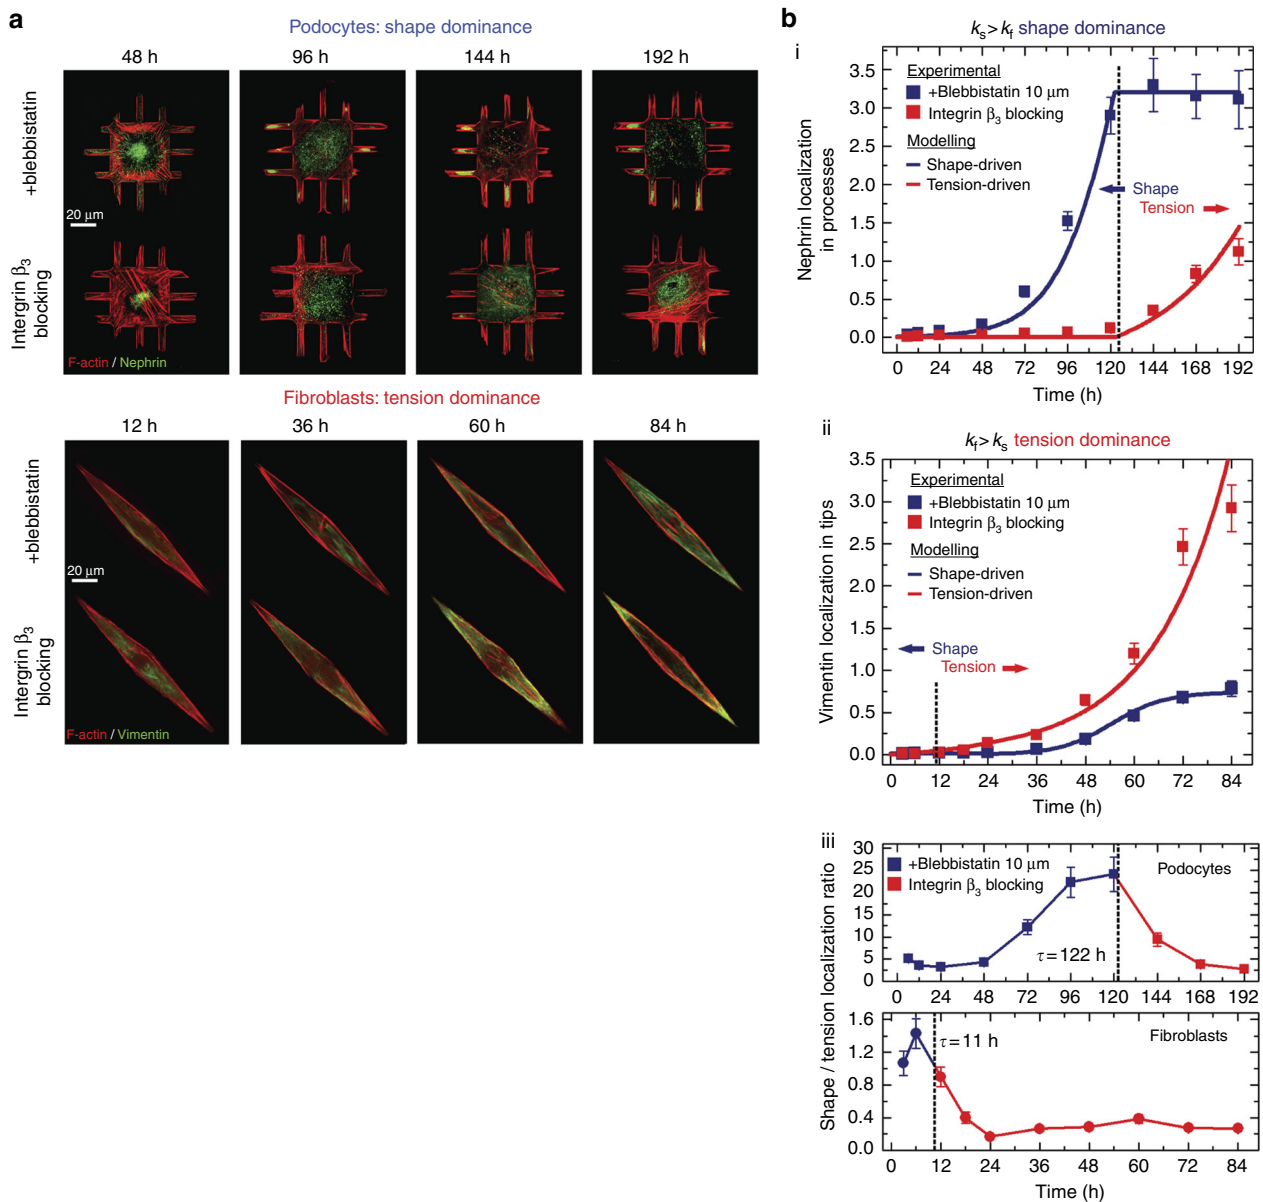 a
Podocytes: shape dominance
48 h
96 h
144 h
192 h
+blebbistatin
20 μm
Intergrin β3 blocking
F-actin / Nephrin
Fibroblasts: tension dominance
12 h
36 h
60 h
84 h
+blebbistatin
20 μm
Intergrin β3 blocking
F-actin / Vimentin
b
i
ks > kf shape dominance
Experimental
+Blebbistatin 10 μm
Integrin β3 blocking
Modelling
Shape-driven
Tension-driven
Shape
Tension
Nephrin localization in processes
3.5
3.0
2.5
2.0
1.5
1.0
0.5
0.0
0 24 48 72 96 120 144 168 192
Time (h)
ii
kf > ks tension dominance
Experimental
+Blebbistatin 10 μm
Integrin β3 blocking
Modelling
Shape-driven
Tension-driven
Shape
Tension
Vimentin localization in tips
3.5
3.0
2.5
2.0
1.5
1.0
0.5
0.0
0 12 24 36 48 60 72 84
Time (h)
iii
+Blebbistatin 10 μm
Integrin β3 blocking
Podocytes
τ = 122 h
30
25
20
15
10
5
0
0 24 48 72 96 120 144 168 192
Shape / tension localization ratio
Fibroblasts
τ = 11 h
1.6
1.2
0.8
0.4
0.0
0 12 24 36 48 60 72 84
Time (h)